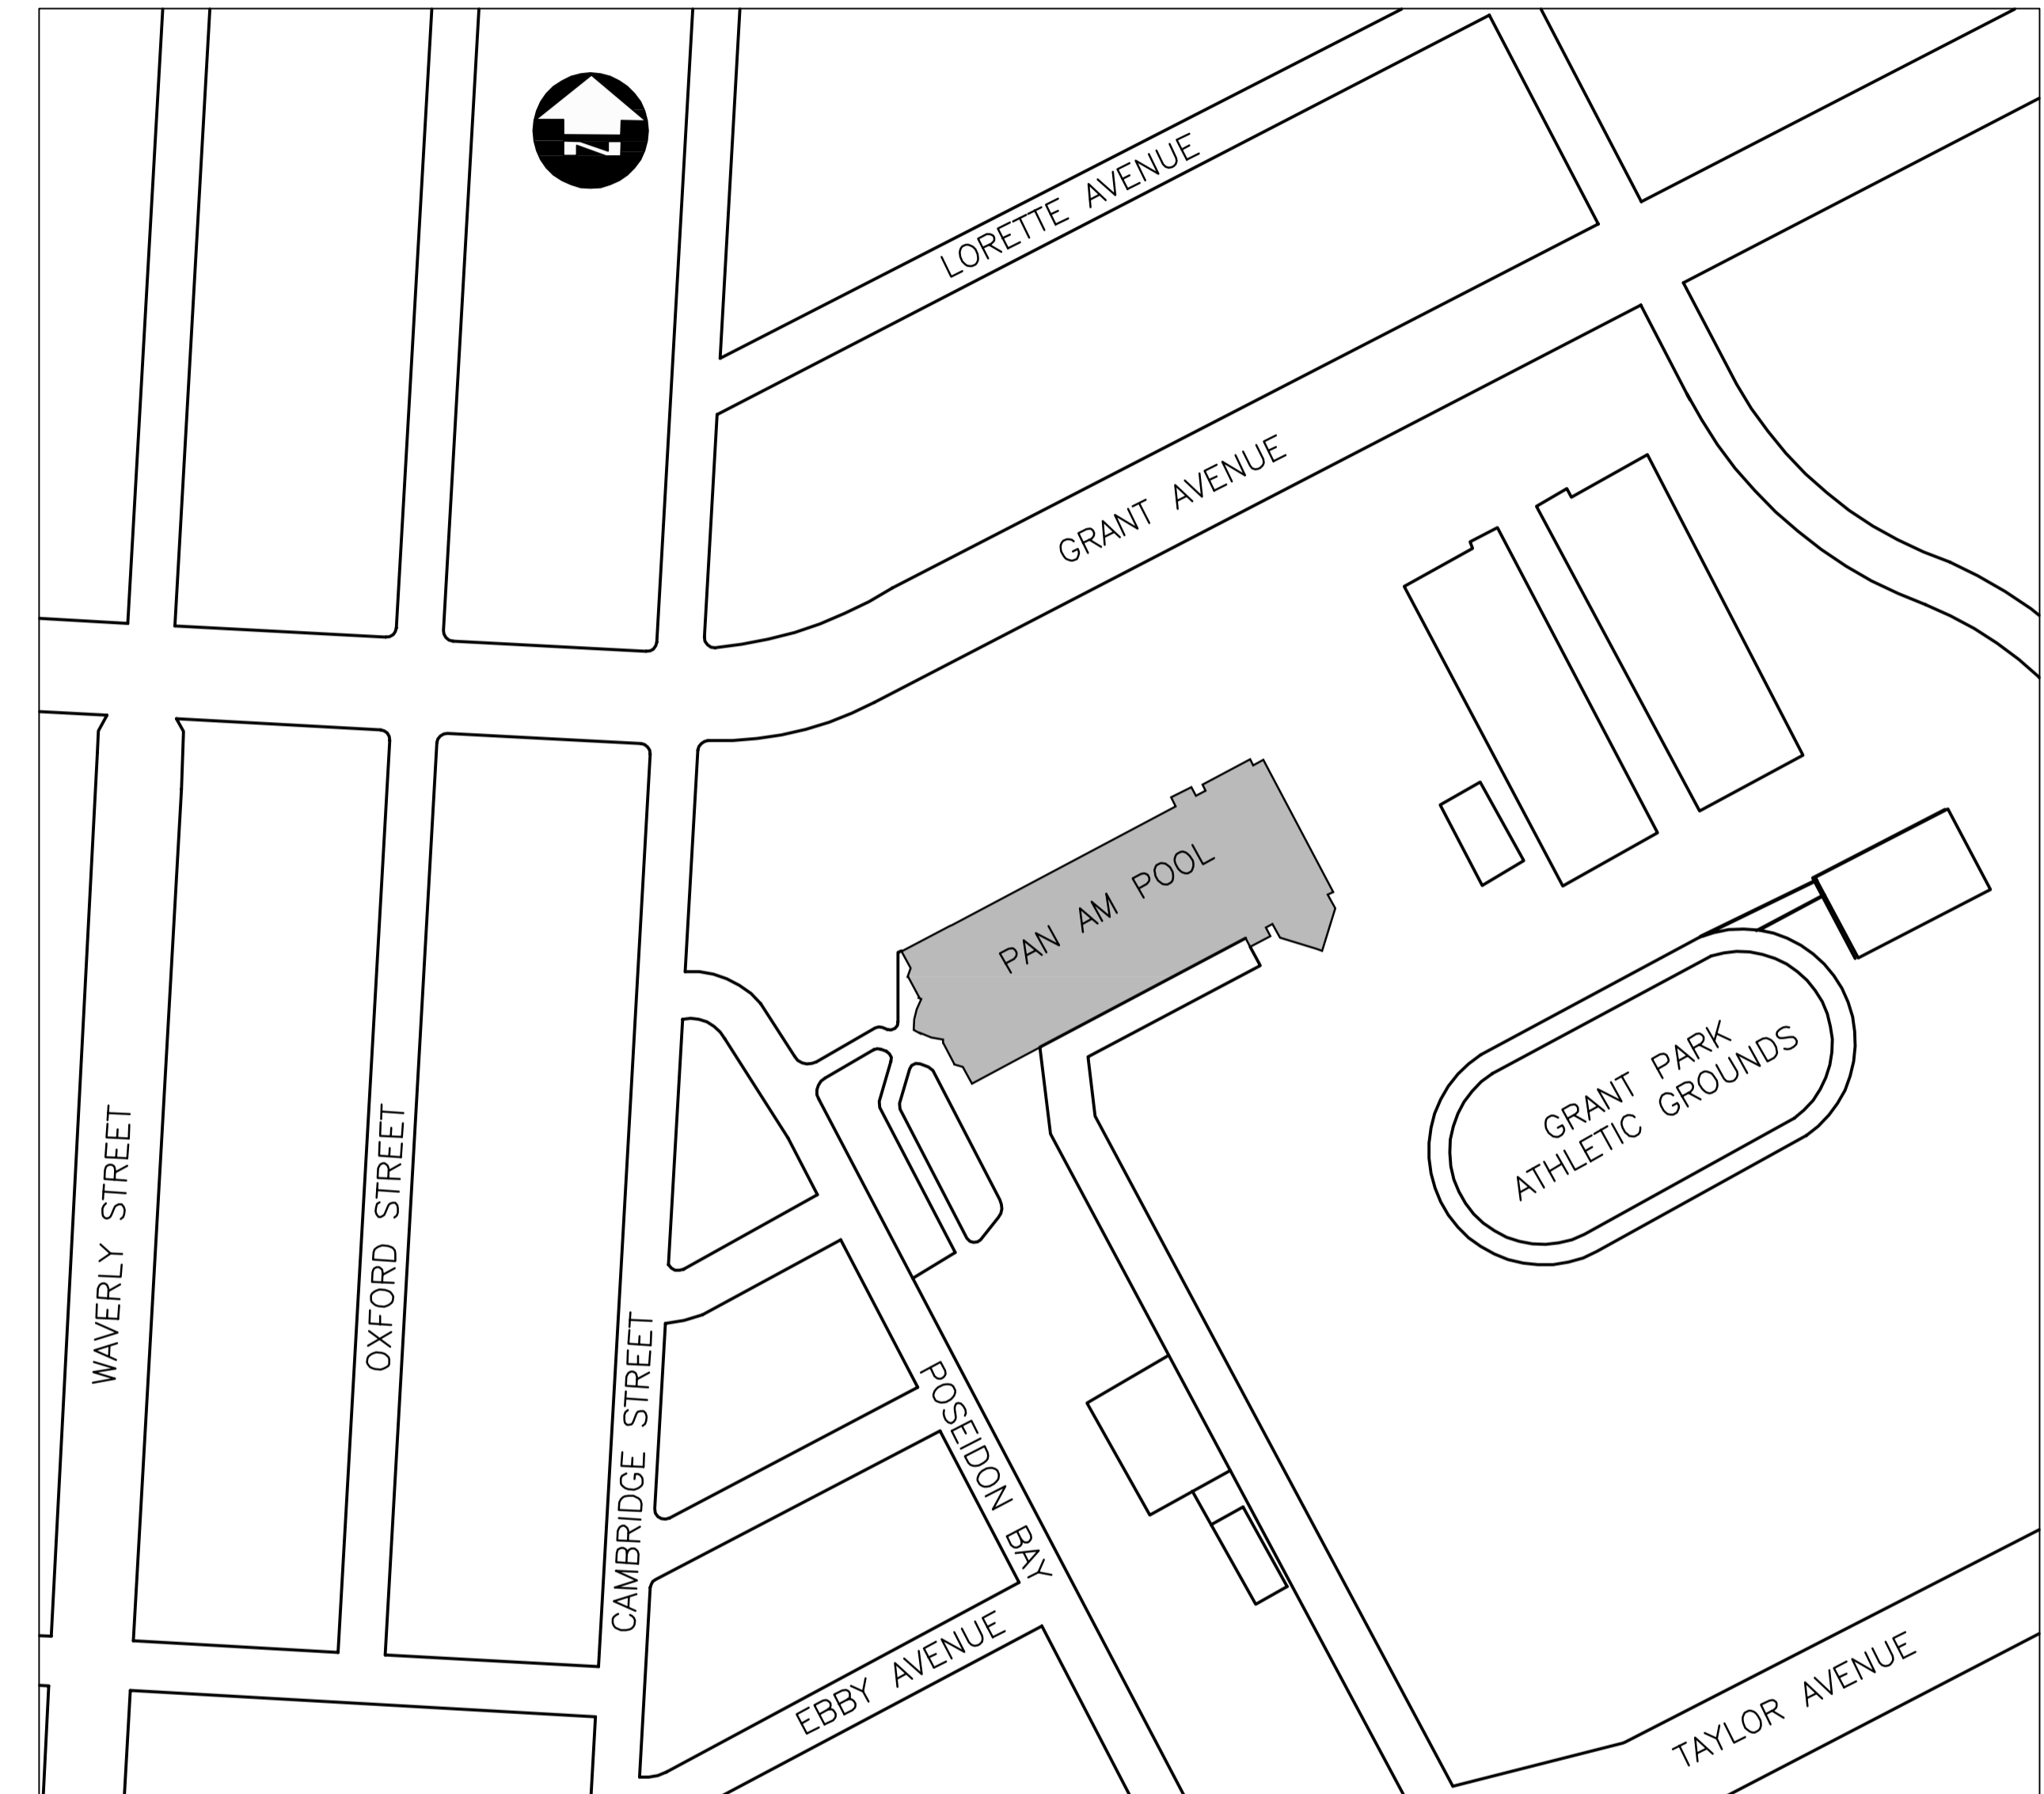 N
LORETTE AVENUE
GRANT AVENUE
PAN AM POOL
GRANT PARK
ATHLETIC GROUNDS
WAVERLY STREET
OXFORD STREET
CAMBRIDGE STREET
POSEIDON BAY
EBBY AVENUE
TAYLOR AVENUE